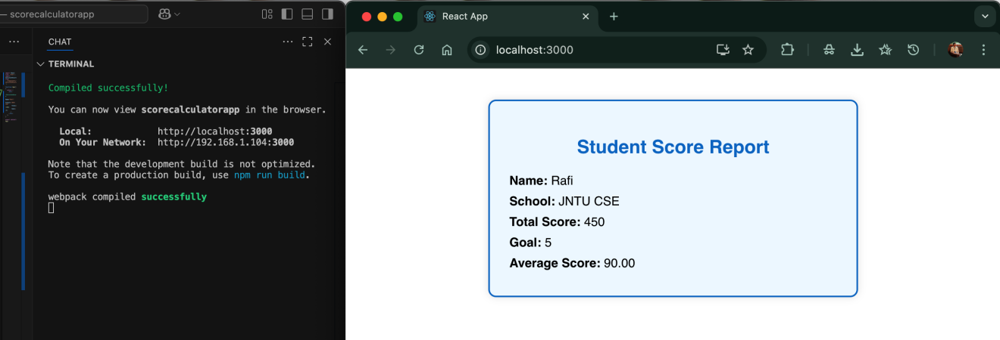 — scorecalculatorapp
CHAT
TERMINAL
Compiled successfully!
You can now view scorecalculatorapp in the browser.
Local: http://localhost:3000
On Your Network: http://192.168.1.104:3000
Note that the development build is not optimized.
To create a production build, use npm run build.
webpack compiled successfully
React App
localhost:3000
Student Score Report
Name: Rafi
School: JNTU CSE
Total Score: 450
Goal: 5
Average Score: 90.00